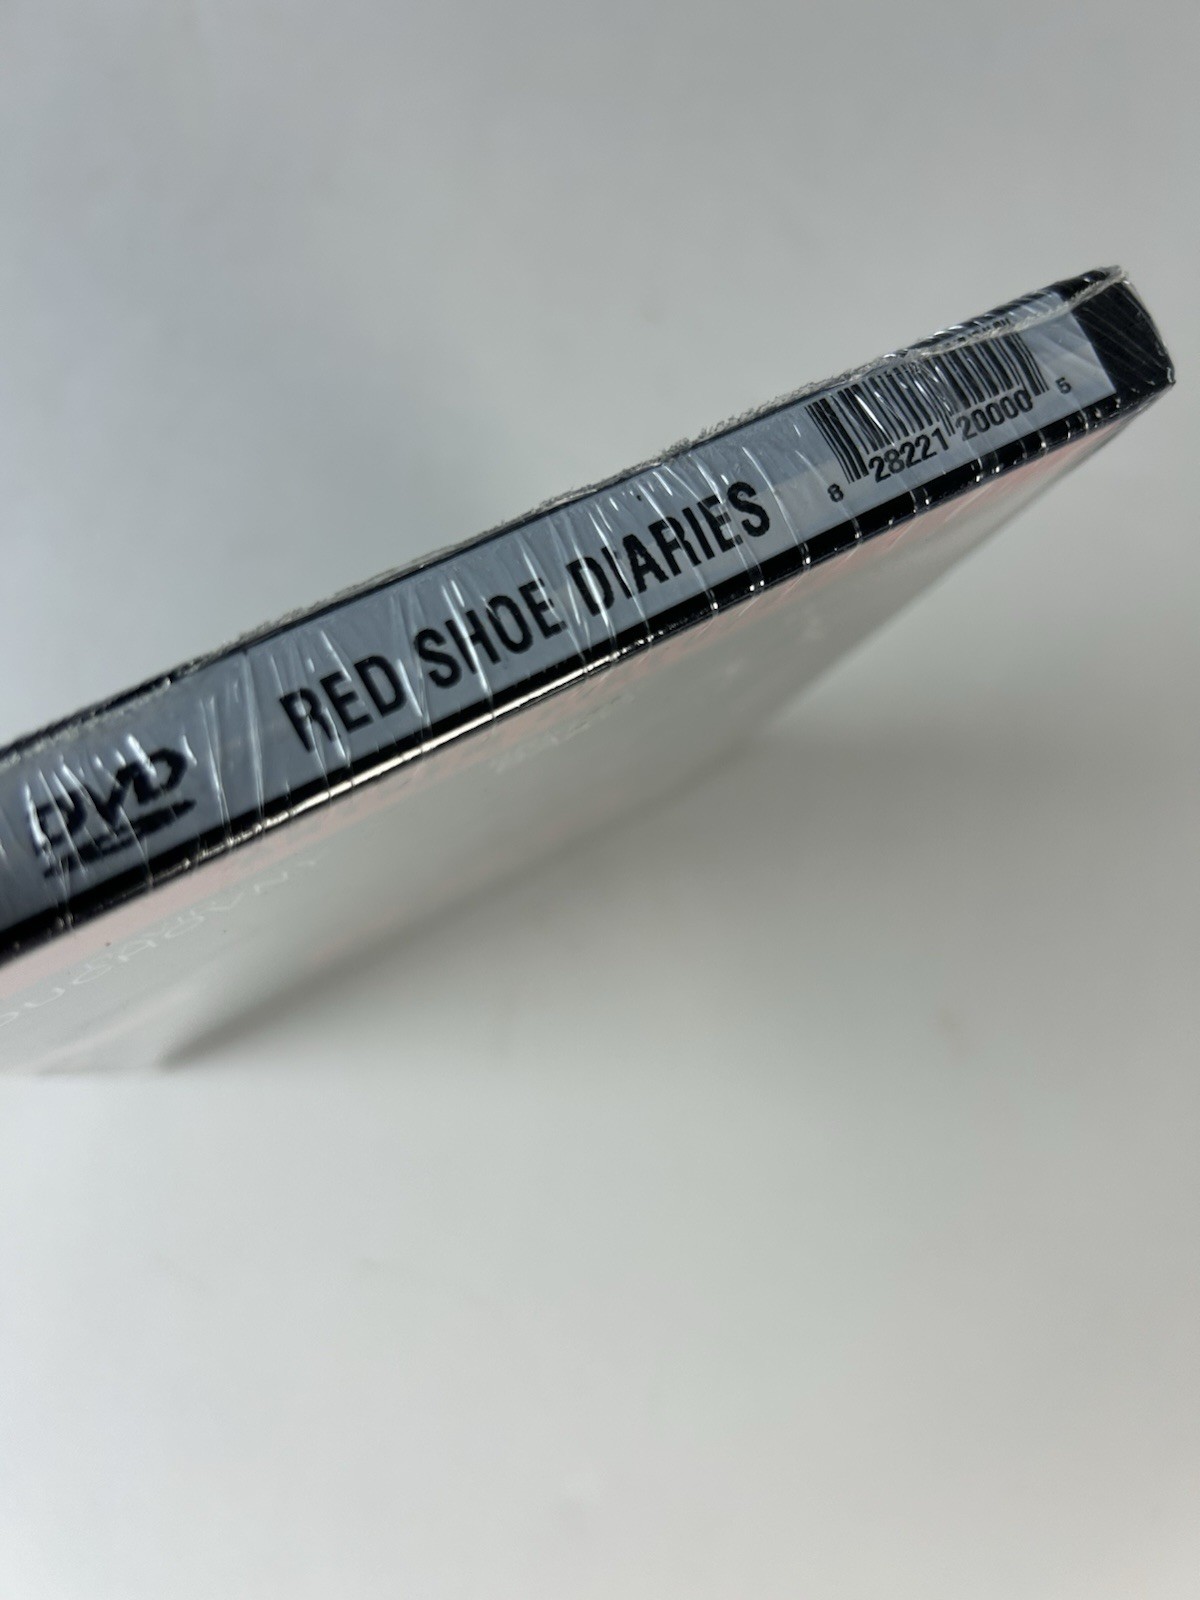 DVD
RED SHOE DIARIES
8 28221 20000 5